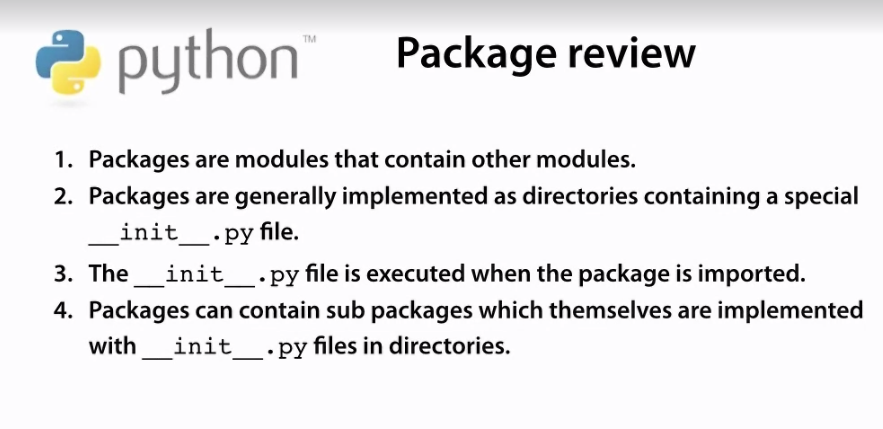 python™
Package review
1. Packages are modules that contain other modules.
2. Packages are generally implemented as directories containing a special
__init__.py file.
3. The __init__.py file is executed when the package is imported.
4. Packages can contain sub packages which themselves are implemented
with __init__.py files in directories.